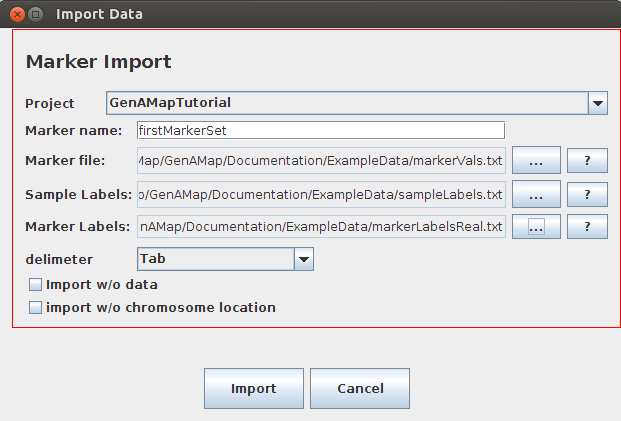 Import Data
Marker Import
Project GenAMapTutorial
Marker name: firstMarkerSet
Marker file: Map/GenAMap/Documentation/ExampleData/markerVals.txt ... ?
Sample Labels: p/GenAMap/Documentation/ExampleData/sampleLabels.txt ... ?
Marker Labels: nAMap/Documentation/ExampleData/markerLabelsReal.txt ... ?
delimeter Tab
Import w/o data
import w/o chromosome location
Import Cancel